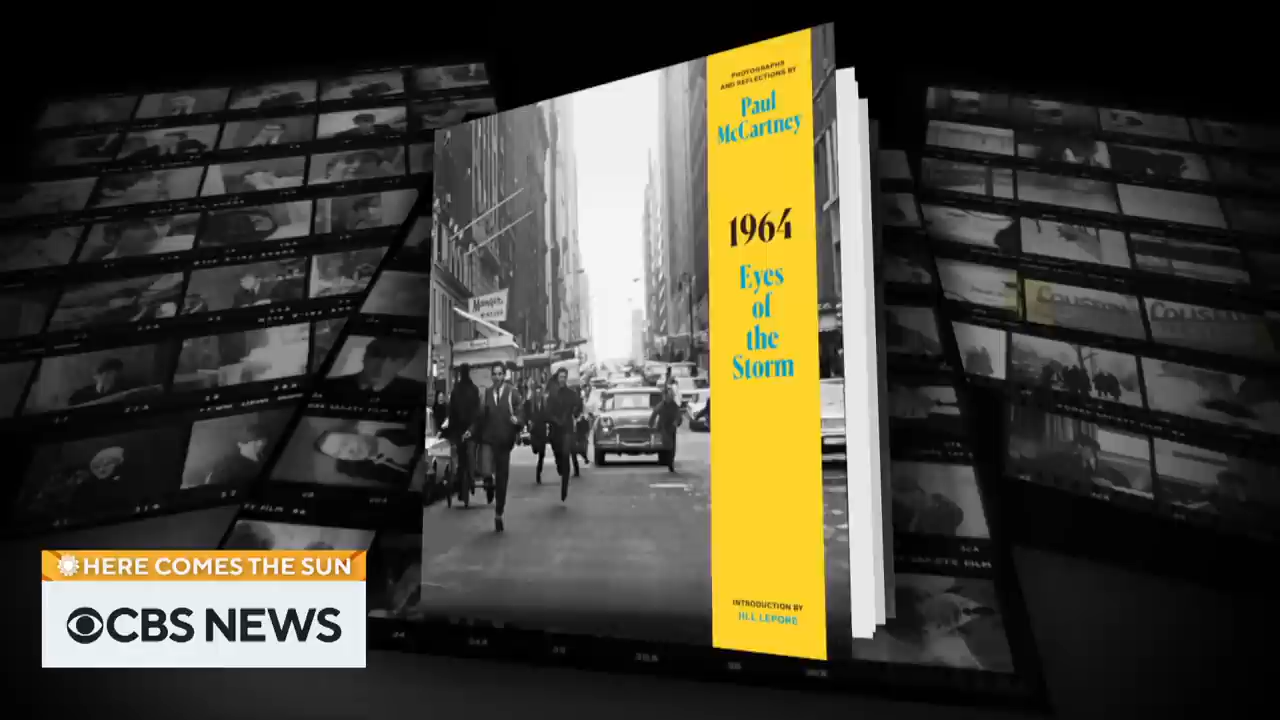 PHOTOGRAPHS
AND REFLECTIONS BY
Paul
McCartney
1964
Eyes
of
the
Storm
INTRODUCTION BY
JILL LEPORE
HERE COMES THE SUN
CBS NEWS